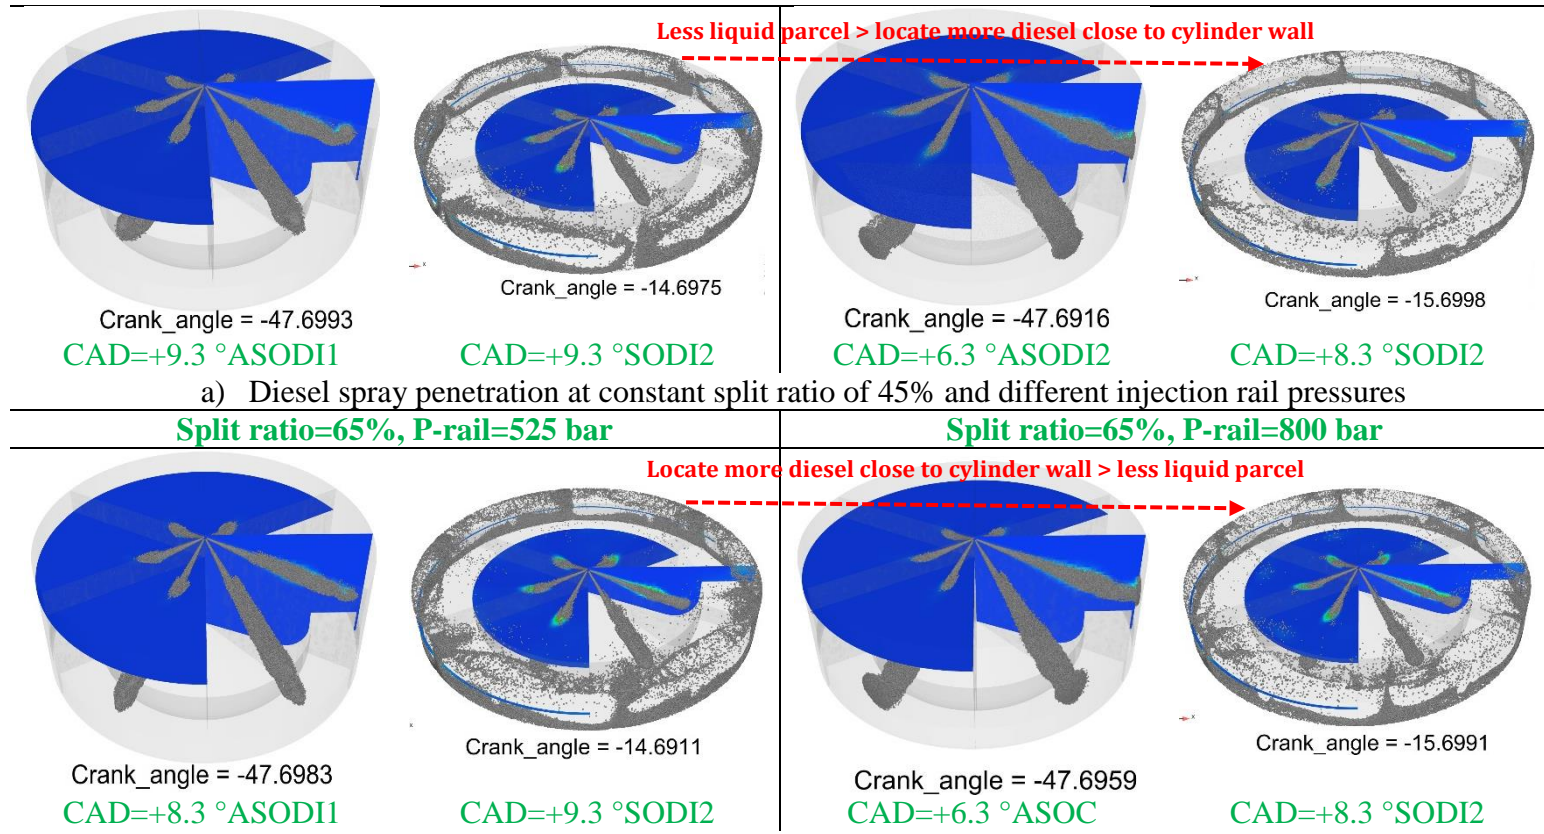 Less liquid parcel > locate more diesel close to cylinder wall
Crank_angle = -47.6993
Crank_angle = -14.6975
Crank_angle = -47.6916
Crank_angle = -15.6998
CAD=+9.3 °ASODI1
CAD=+9.3 °SODI2
CAD=+6.3 °ASODI2
CAD=+8.3 °SODI2
a) Diesel spray penetration at constant split ratio of 45% and different injection rail pressures
Split ratio=65%, P-rail=525 bar
Split ratio=65%, P-rail=800 bar
Locate more diesel close to cylinder wall > less liquid parcel
Crank_angle = -47.6983
Crank_angle = -14.6911
Crank_angle = -47.6959
Crank_angle = -15.6991
CAD=+8.3 °ASODI1
CAD=+9.3 °SODI2
CAD=+6.3 °ASOC
CAD=+8.3 °SODI2